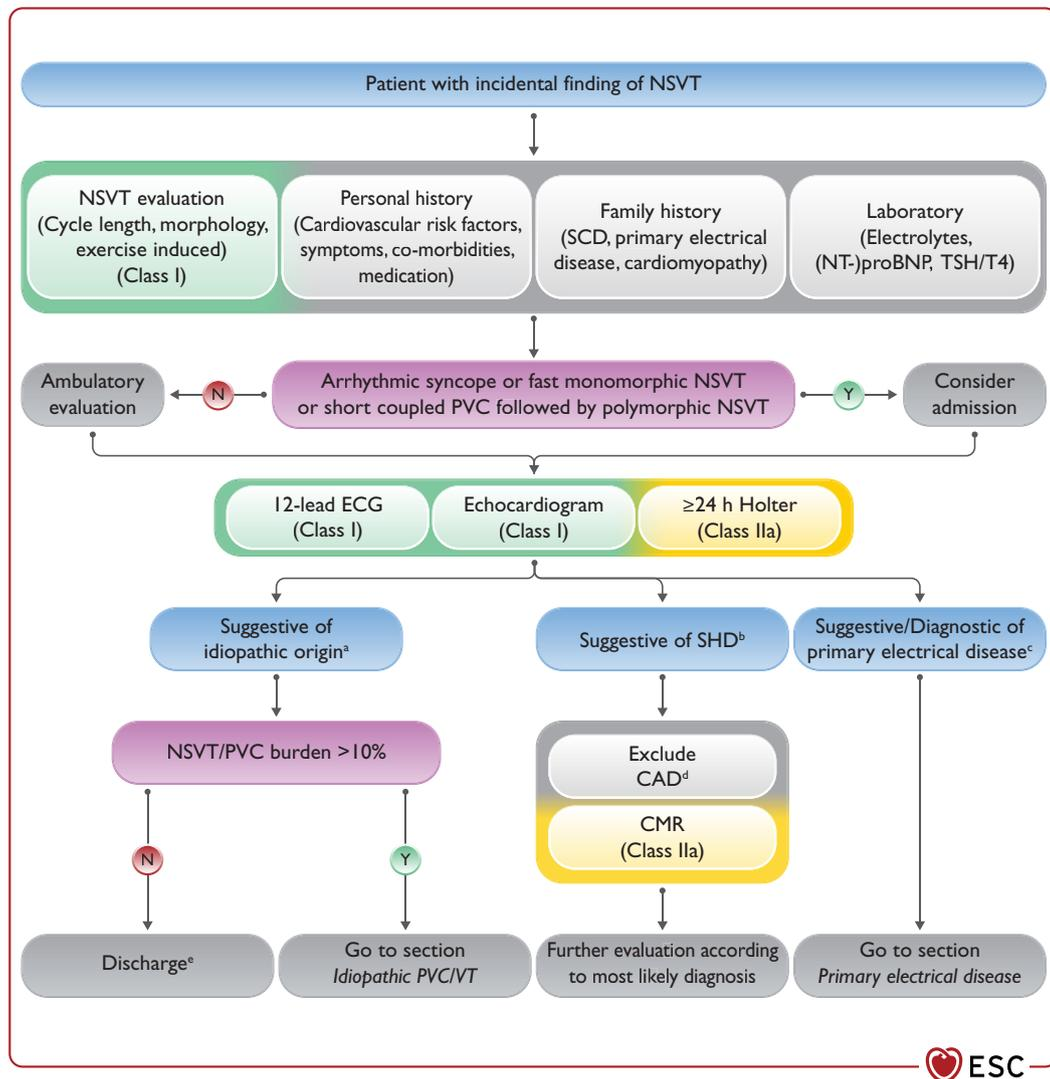 Patient with incidental finding of NSVT
NSVT evaluation
(Cycle length, morphology,
exercise induced)
(Class I)
Personal history
(Cardiovascular risk factors,
symptoms, co-morbidities,
medication)
Family history
(SCD, primary electrical
disease, cardiomyopathy)
Laboratory
(Electrolytes,
(NT-)proBNP, TSH/T4)
Ambulatory
evaluation
N
Arrhythmic syncope or fast monomorphic NSVT
or short coupled PVC followed by polymorphic NSVT
Y
Consider
admission
12-lead ECG
(Class I)
Echocardiogram
(Class I)
≥24 h Holter
(Class IIa)
Suggestive of
idiopathic originᵃ
Suggestive of SHDᵇ
Suggestive/Diagnostic of
primary electrical diseaseᶜ
NSVT/PVC burden >10%
Exclude
CADᵈ
CMR
(Class IIa)
N
Y
Dischargeᵉ
Go to section
Idiopathic PVC/VT
Further evaluation according
to most likely diagnosis
Go to section
Primary electrical disease
ESC